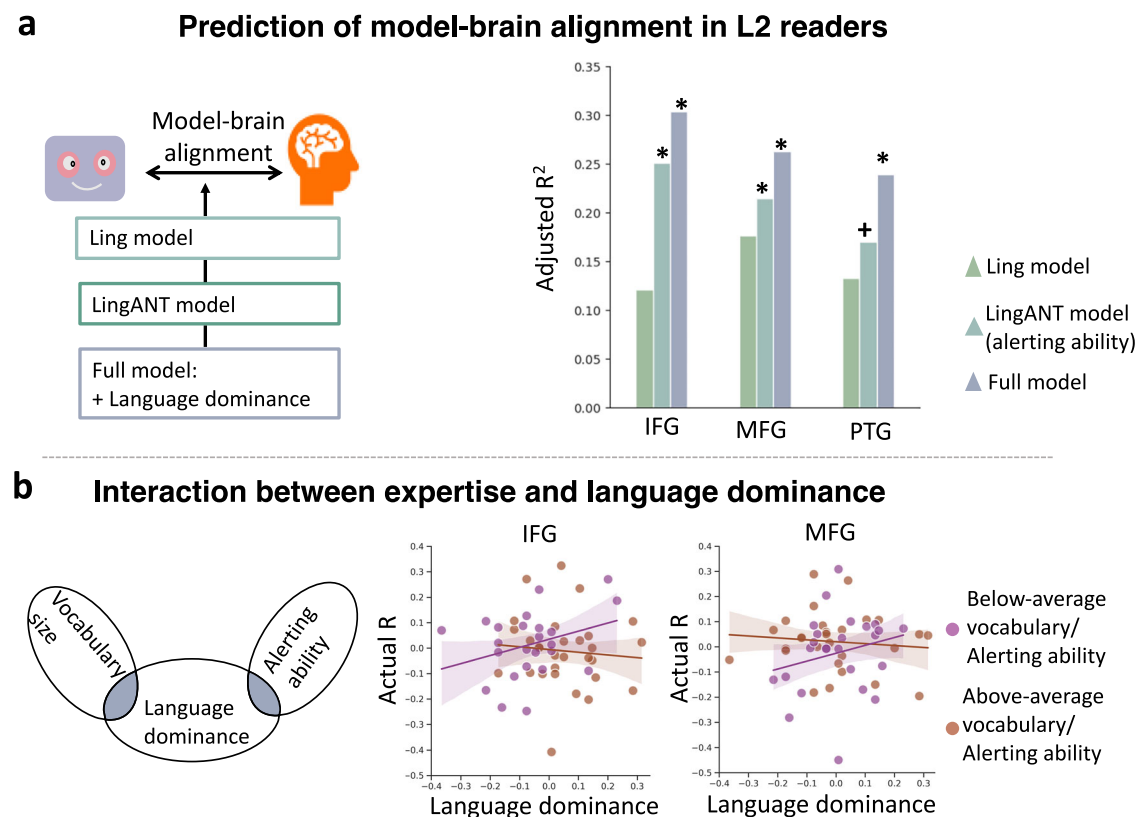 a
Prediction of model-brain alignment in L2 readers
Model-brain
alignment
Ling model
LingANT model
Full model:
+ Language dominance
Adjusted R²
0.35
0.30
0.25
0.20
0.15
0.10
0.05
0.00
*
*
*
*
+
*
IFG
MFG
PTG
Ling model
LingANT model
(alerting ability)
Full model
b
Interaction between expertise and language dominance
Vocabulary
size
Alerting
ability
Language
dominance
IFG
Actual R
0.4
0.3
0.2
0.1
0.0
−0.1
−0.2
−0.3
−0.4
−0.5
−0.4 −0.3 −0.2 −0.1 0.0 0.1 0.2 0.3
Language dominance
MFG
Actual R
0.4
0.3
0.2
0.1
0.0
−0.1
−0.2
−0.3
−0.4
−0.5
−0.4 −0.3 −0.2 −0.1 0.0 0.1 0.2 0.3
Language dominance
Below-average
vocabulary/
Alerting ability
Above-average
vocabulary/
Alerting ability